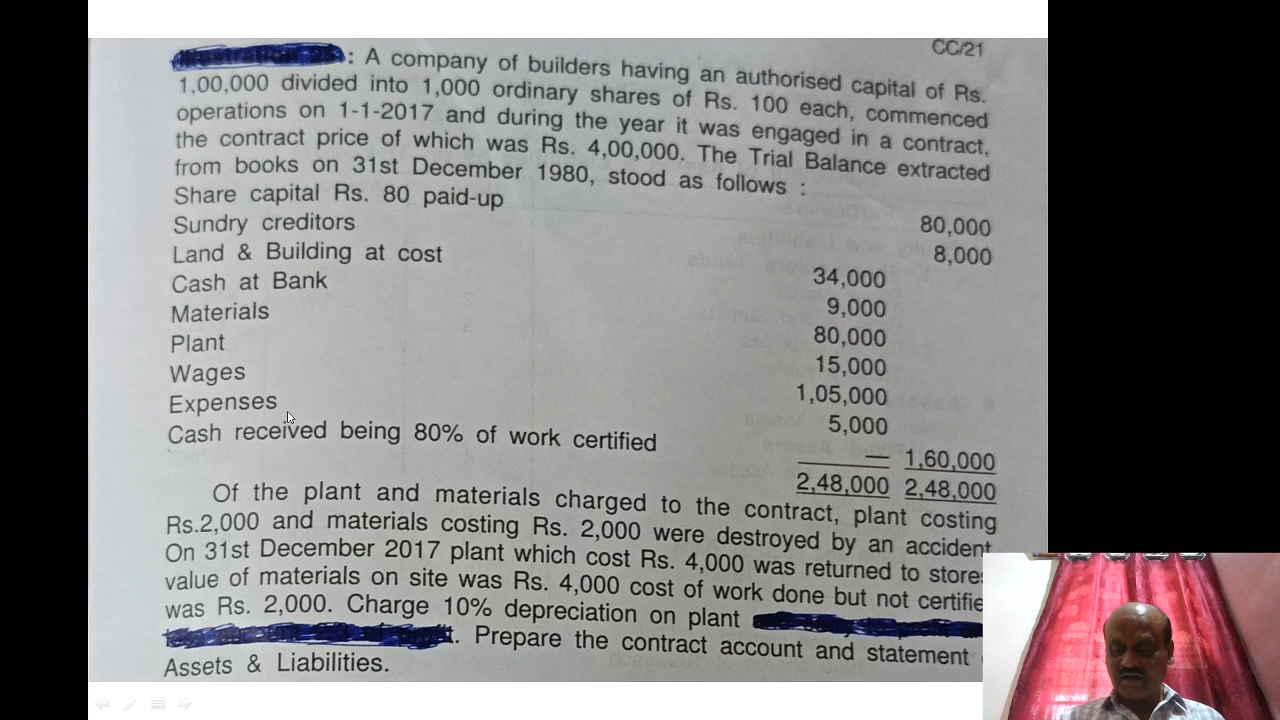 CC/21
: A company of builders having an authorised capital of Rs.
1,00,000 divided into 1,000 ordinary shares of Rs. 100 each, commenced
operations on 1-1-2017 and during the year it was engaged in a contract,
the contract price of which was Rs. 4,00,000. The Trial Balance extracted
from books on 31st December 1980, stood as follows :
Share capital Rs. 80 paid-up 80,000
Sundry creditors 8,000
Land & Building at cost 34,000
Cash at Bank 9,000
Materials 80,000
Plant 15,000
Wages 1,05,000
Expenses 5,000
Cash received being 80% of work certified — 1,60,000
2,48,000 2,48,000
Of the plant and materials charged to the contract, plant costing
Rs.2,000 and materials costing Rs. 2,000 were destroyed by an accident
On 31st December 2017 plant which cost Rs. 4,000 was returned to store
value of materials on site was Rs. 4,000 cost of work done but not certifie
was Rs. 2,000. Charge 10% depreciation on plant
. Prepare the contract account and statement
Assets & Liabilities.